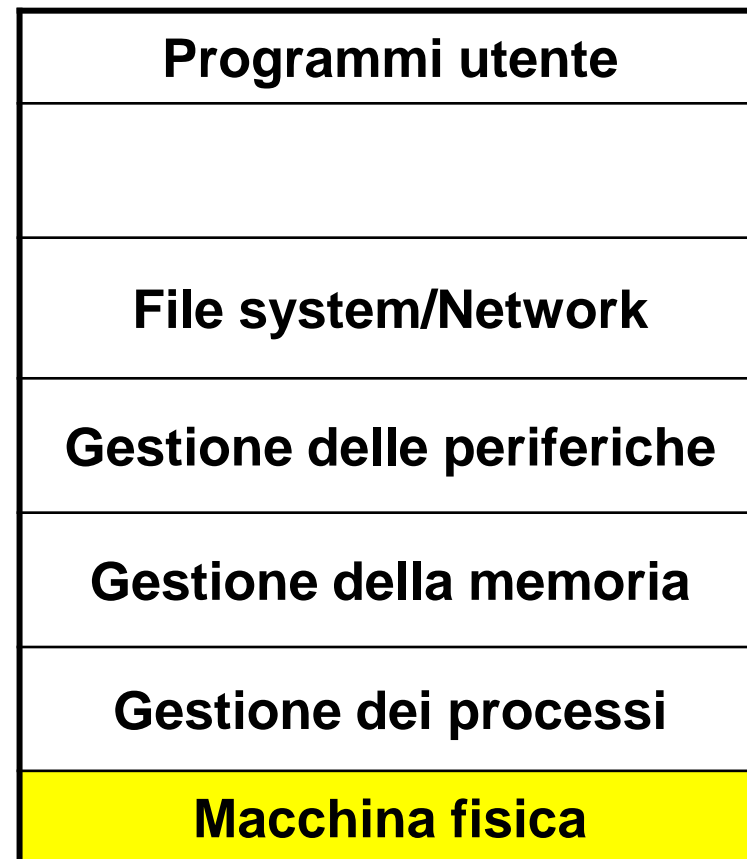 Programmi utente
File system/Network
Gestione delle periferiche
Gestione della memoria
Gestione dei processi
Macchina fisica